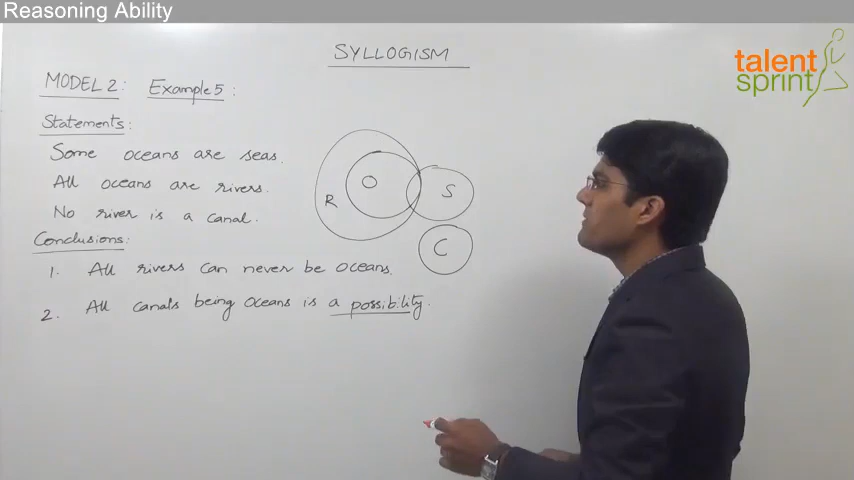 Reasoning Ability
SYLLOGISM
talent
sprint
MODEL 2: Example 5:
Statements:
Some oceans are seas.
All oceans are rivers.
No river is a canal.
R O S
C
Conclusions:
1. All rivers can never be oceans.
2. All canals being oceans is a possibility.